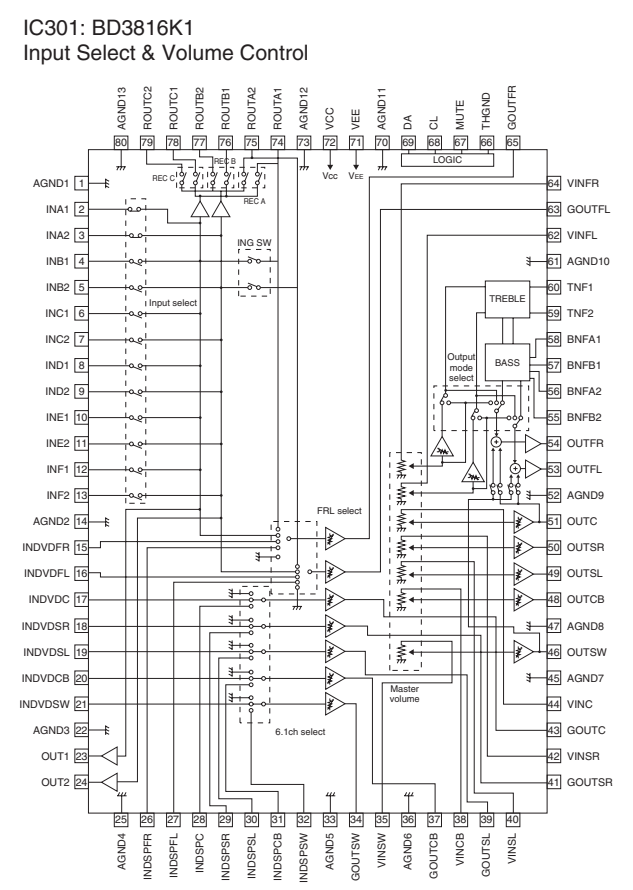 IC301: BD3816K1
Input Select & Volume Control
AGND13
ROUTC2
ROUTC1
ROUTB2
ROUTB1
ROUTA2
ROUTA1
AGND12
VCC
VEE
AGND11
DA
CL
MUTE
THGND
GOUTFR
80 79 78 77 76 75 74 73 72 71 70 69 68 67 66 65
LOGIC
Vcc VEE
REC B
REC C
REC A
AGND1 1
INA1 2
INA2 3
INB1 4
INB2 5
INC1 6
INC2 7
IND1 8
IND2 9
INE1 10
INE2 11
INF1 12
INF2 13
AGND2 14
INDVDFR 15
INDVDFL 16
INDVDC 17
INDVDSR 18
INDVDSL 19
INDVDCB 20
INDVDSW 21
AGND3 22
OUT1 23
OUT2 24
ING SW
Input select
FRL select
6.1ch select
Master
volume
Output
mode
select
TREBLE
BASS
64 VINFR
63 GOUTFL
62 VINFL
61 AGND10
60 TNF1
59 TNF2
58 BNFA1
57 BNFB1
56 BNFA2
55 BNFB2
54 OUTFR
53 OUTFL
52 AGND9
51 OUTC
50 OUTSR
49 OUTSL
48 OUTCB
47 AGND8
46 OUTSW
45 AGND7
44 VINC
43 GOUTC
42 VINSR
41 GOUTSR
25 26 27 28 29 30 31 32 33 34 35 36 37 38 39 40
AGND4
INDSPFR
INDSPFL
INDSPC
INDSPSR
INDSPSL
INDSPCB
INDSPSW
AGND5
GOUTSW
VINSW
AGND6
GOUTCB
VINCB
GOUTSL
VINSL